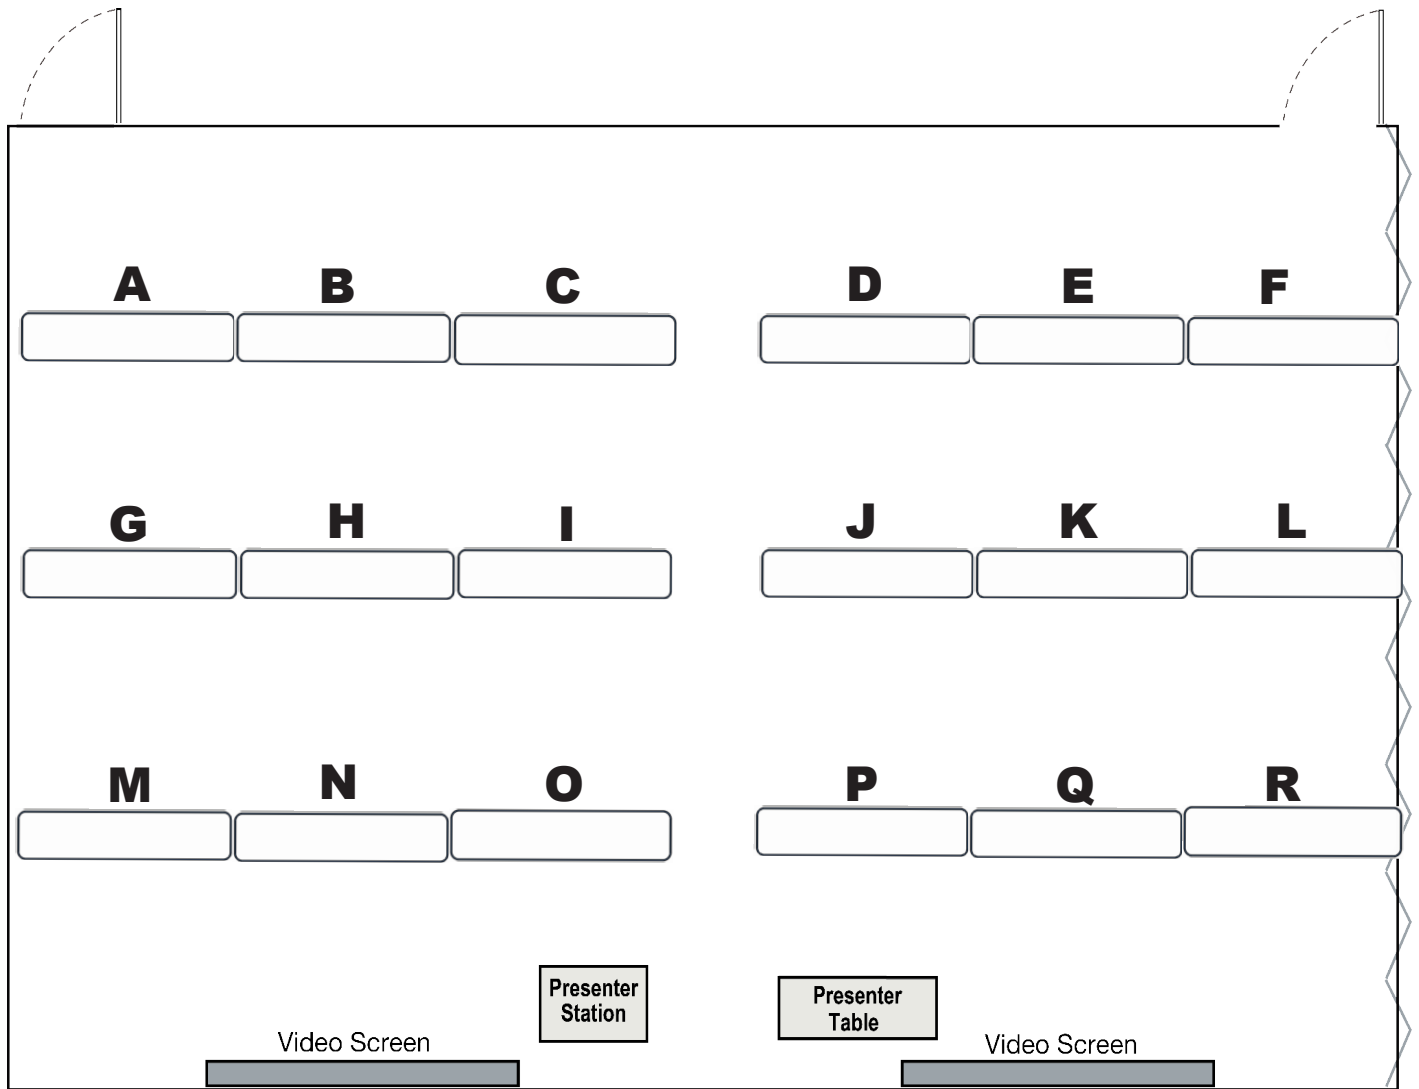 A B C D E F
G H I J K L
M N O P Q R
Presenter
Station
Presenter
Table
Video Screen
Video Screen